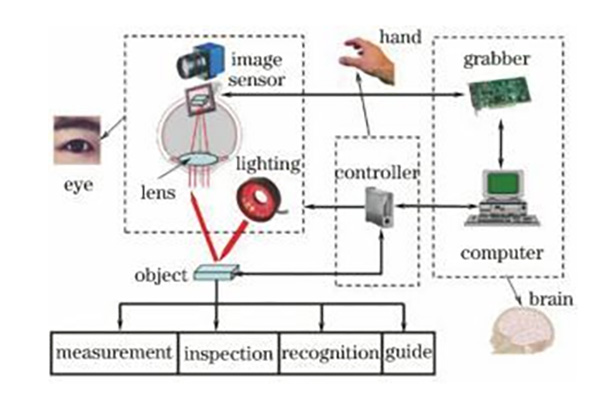 hand
grabber
image
sensor
lighting
controller
eye
lens
computer
object
brain
measurement
inspection
recognition
guide